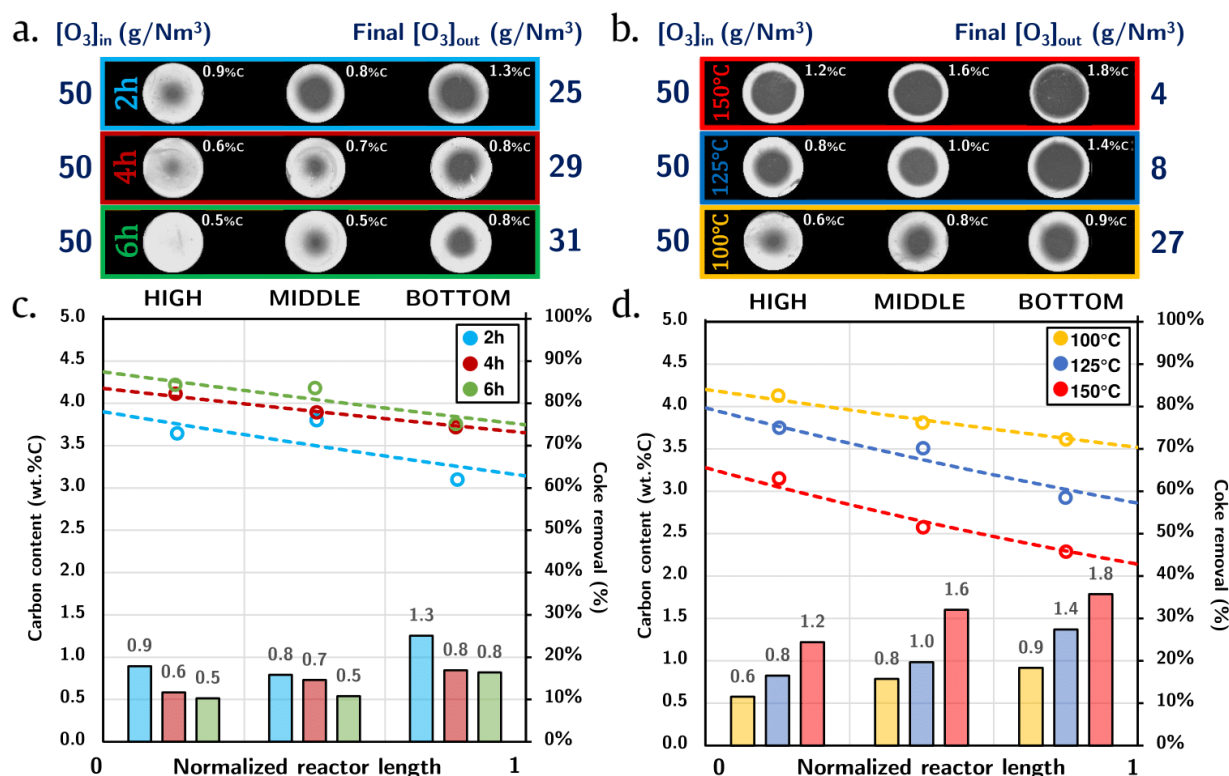 a. [O₃]in (g/Nm³) Final [O₃]out (g/Nm³)
50 2h 0.9%C 0.8%C 1.3%C 25
50 4h 0.6%C 0.7%C 0.8%C 29
50 6h 0.5%C 0.5%C 0.8%C 31
b. [O₃]in (g/Nm³) Final [O₃]out (g/Nm³)
50 150°C 1.2%C 1.6%C 1.8%C 4
50 125°C 0.8%C 1.0%C 1.4%C 8
50 100°C 0.6%C 0.8%C 0.9%C 27
c. HIGH MIDDLE BOTTOM
Carbon content (wt.%C)
5.0
4.5
4.0
3.5
3.0
2.5
2.0
1.5
1.0
0.5
0.0
2h
4h
6h
0.9 0.6 0.5 0.8 0.7 0.5 1.3 0.8 0.8
100%
90%
80%
70%
60%
50%
40%
30%
20%
10%
0%
Coke removal (%)
0 Normalized reactor length 1
d. HIGH MIDDLE BOTTOM
Carbon content (wt.%C)
5.0
4.5
4.0
3.5
3.0
2.5
2.0
1.5
1.0
0.5
0.0
100°C
125°C
150°C
0.6 0.8 1.2 0.8 1.0 1.6 0.9 1.4 1.8
100%
90%
80%
70%
60%
50%
40%
30%
20%
10%
0%
Coke removal (%)
0 Normalized reactor length 1